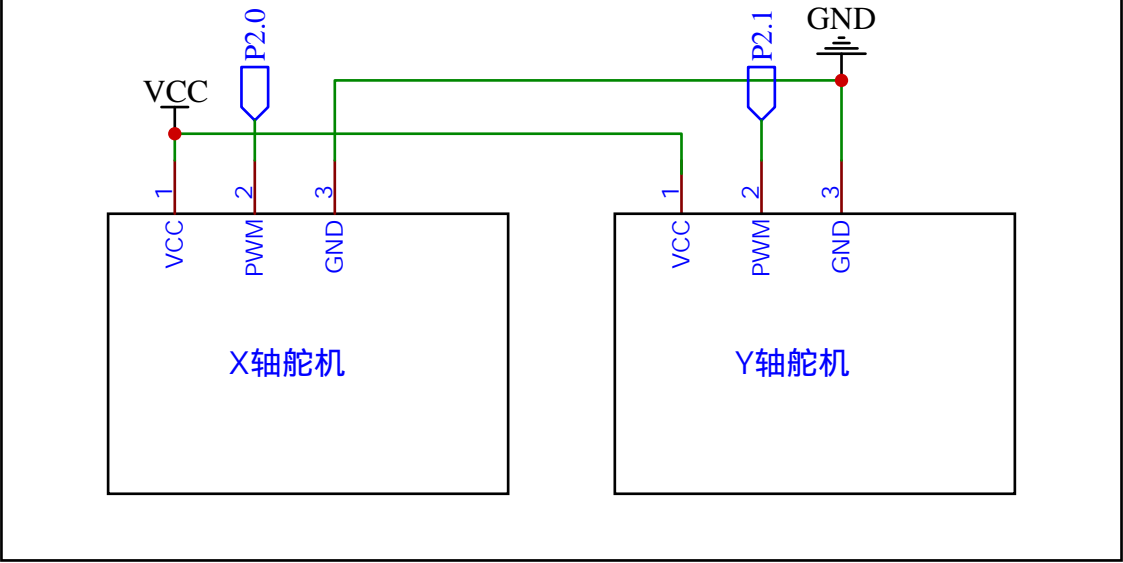 P2.0
P2.1
GND
VCC
1
2
3
1
2
3
VCC
PWM
GND
VCC
PWM
GND
X轴舵机
Y轴舵机